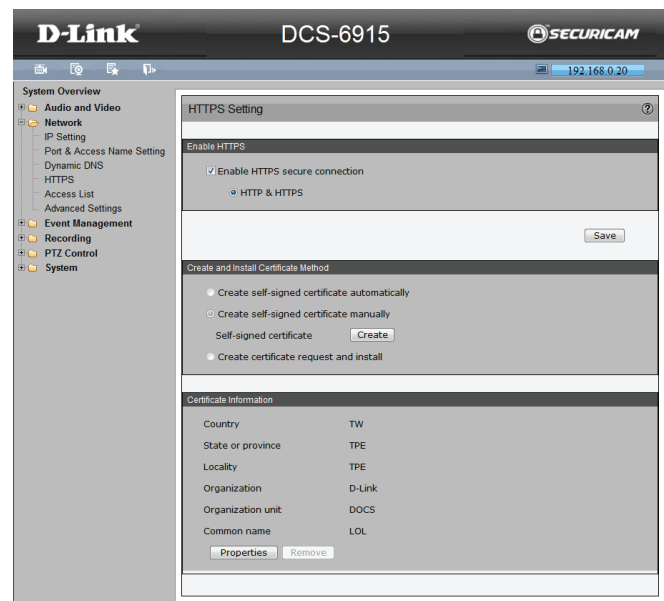 D-Link DCS-6915 SECURICAM
192.168.0.20
System Overview
Audio and Video
Network
IP Setting
Port & Access Name Setting
Dynamic DNS
HTTPS
Access List
Advanced Settings
Event Management
Recording
PTZ Control
System
HTTPS Setting
Enable HTTPS
Enable HTTPS secure connection
HTTP & HTTPS
Save
Create and Install Certificate Method
Create self-signed certificate automatically
Create self-signed certificate manually
Self-signed certificate Create
Create certificate request and install
Certificate Information
Country TW
State or province TPE
Locality TPE
Organization D-Link
Organization unit DOCS
Common name LOL
Properties Remove